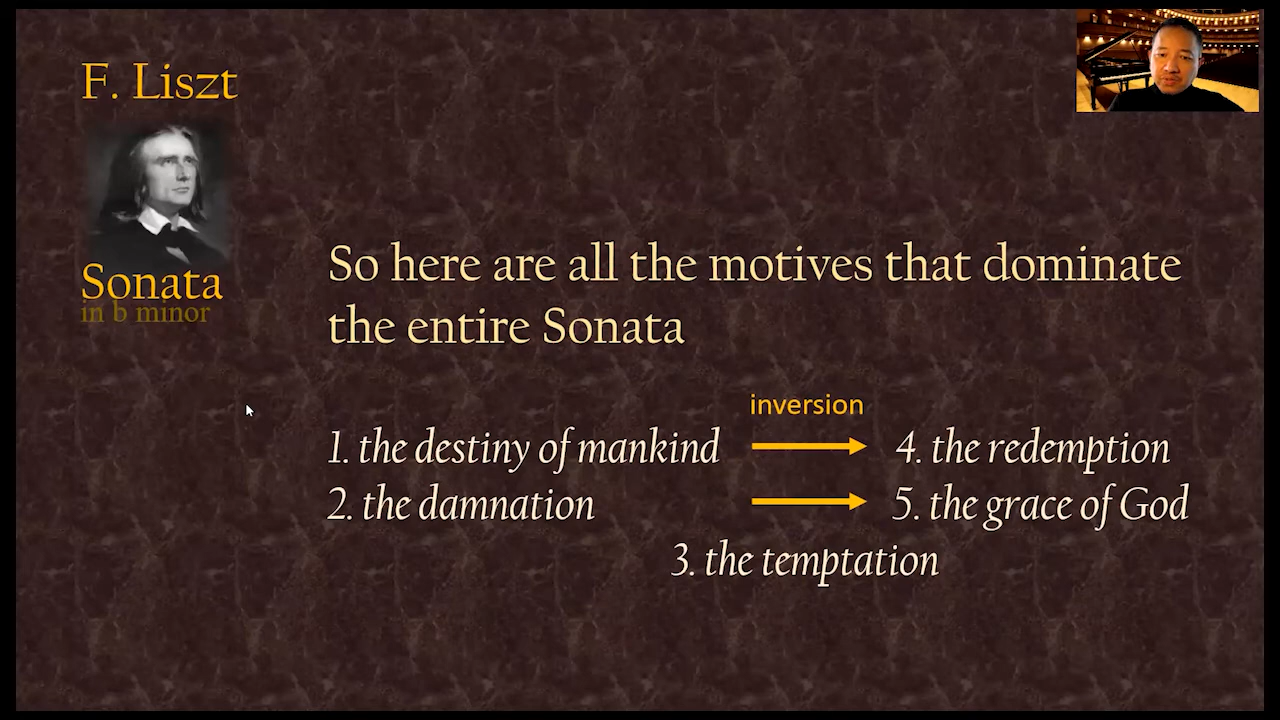 F. Liszt
Sonata
in b minor
So here are all the motives that dominate
the entire Sonata
inversion
1. the destiny of mankind 4. the redemption
2. the damnation 5. the grace of God
3. the temptation